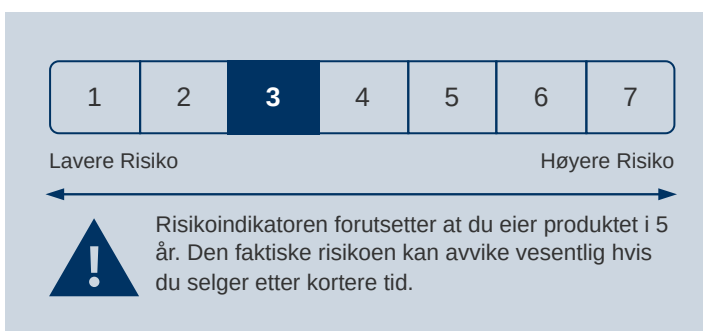 1 2 3 4 5 6 7
Lavere Risiko Høyere Risiko
Risikoindikatoren forutsetter at du eier produktet i 5
år. Den faktiske risikoen kan avvike vesentlig hvis
du selger etter kortere tid.
!